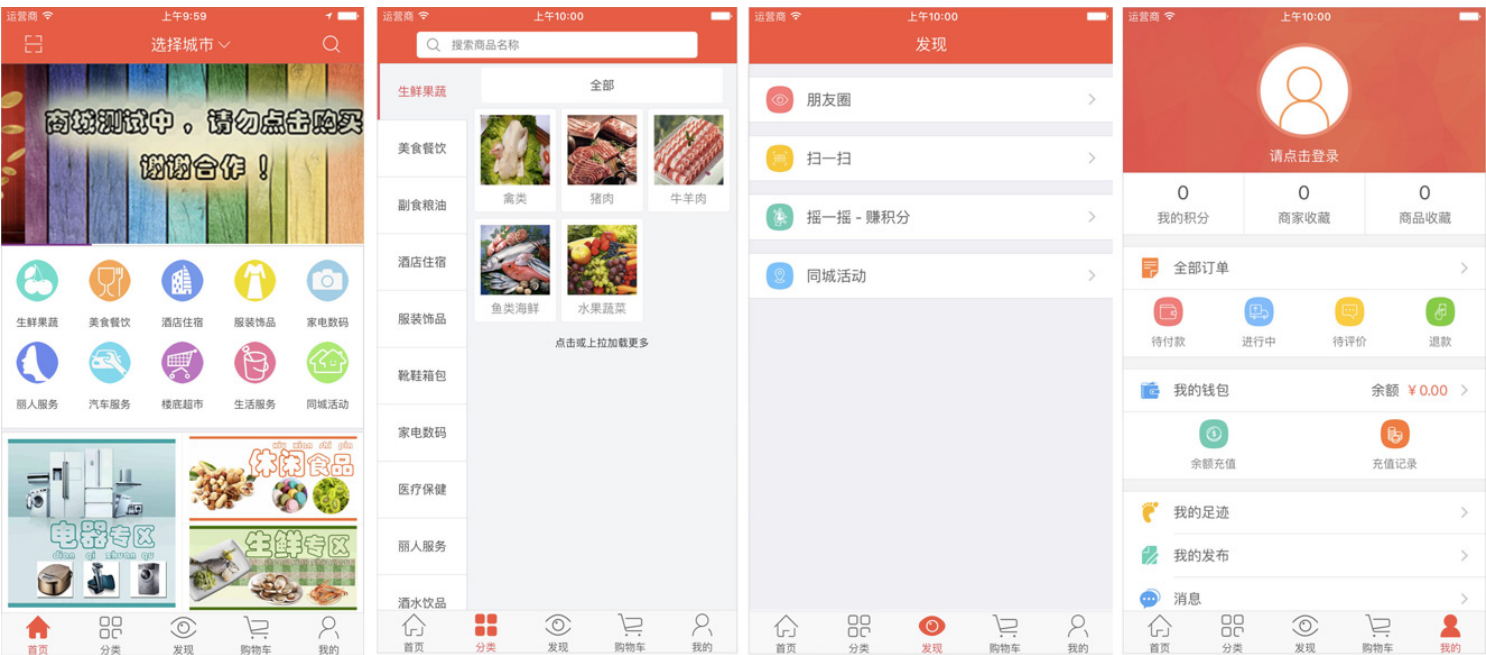 运营商 上午9:59
选择城市
商城测试中，请勿点击购买
谢谢合作！
生鲜果蔬 美食餐饮 酒店住宿 服装饰品 家电数码
丽人服务 汽车服务 楼底超市 生活服务 同城活动
电器专区
dian qi zhuan qu
xiu xian shi pin
休闲食品
生鲜专区
首页 分类 发现 购物车 我的
运营商 上午10:00
搜索商品名称
生鲜果蔬
美食餐饮
副食粮油
酒店住宿
服装饰品
靴鞋箱包
家电数码
医疗保健
丽人服务
酒水饮品
全部
禽类 猪肉 牛羊肉
鱼类海鲜 水果蔬菜
点击或上拉加载更多
首页 分类 发现 购物车 我的
运营商 上午10:00
发现
朋友圈
扫一扫
摇一摇 - 赚积分
同城活动
首页 分类 发现 购物车 我的
运营商 上午10:00
请点击登录
0 0 0
我的积分 商家收藏 商品收藏
全部订单
待付款 进行中 待评价 退款
我的钱包 余额 ¥0.00
余额充值 充值记录
我的足迹
我的发布
消息
首页 分类 发现 购物车 我的